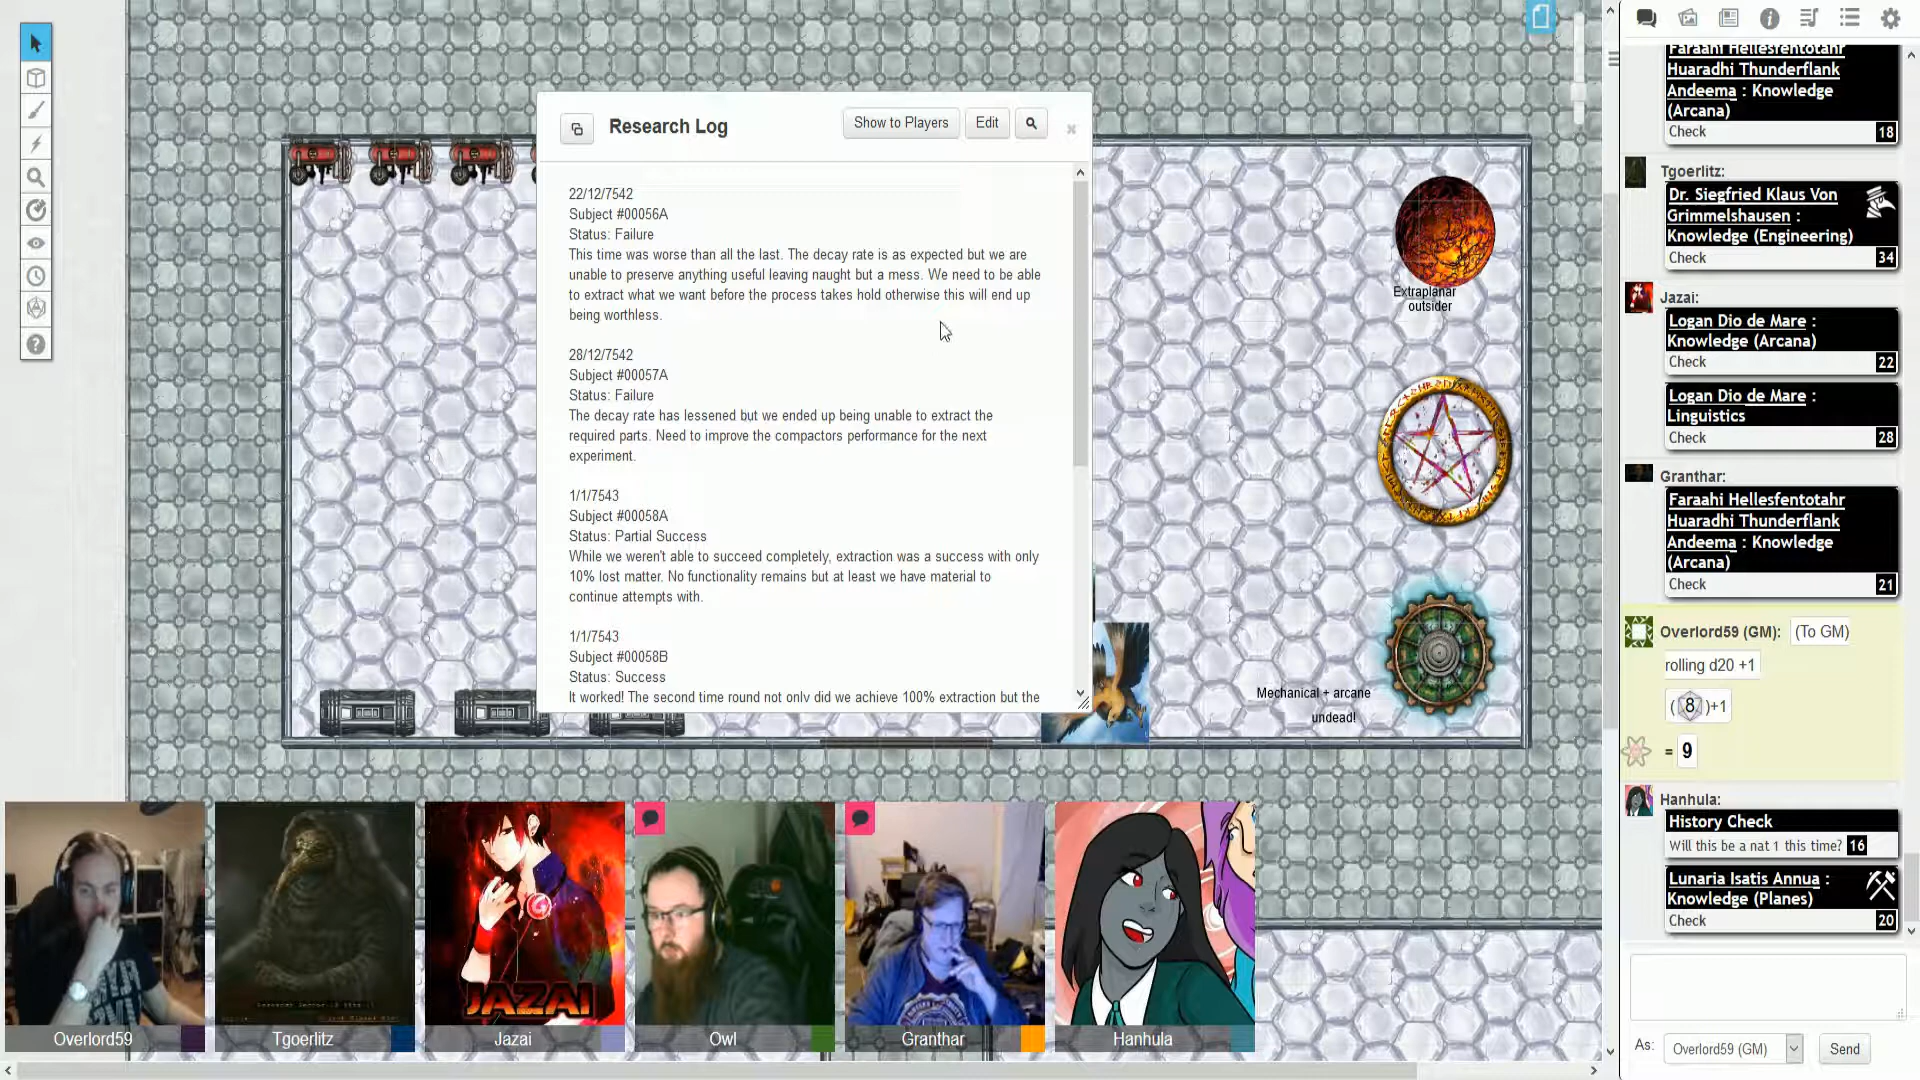 Research Log
Show to Players
Edit
22/12/7542
Subject #00056A
Status: Failure
This time was worse than all the last. The decay rate is as expected but we are
unable to preserve anything useful leaving naught but a mess. We need to be able
to extract what we want before the process takes hold otherwise this will end up
being worthless.
28/12/7542
Subject #00057A
Status: Failure
The decay rate has lessened but we ended up being unable to extract the
required parts. Need to improve the compactors performance for the next
experiment.
1/1/7543
Subject #00058A
Status: Partial Success
While we weren't able to succeed completely, extraction was a success with only
10% lost matter. No functionality remains but at least we have material to
continue attempts with.
1/1/7543
Subject #00058B
Status: Success
It worked! The second time round not only did we achieve 100% extraction but the
Extraplanar
outsider
Mechanical + arcane
undead!
JAZAI
Overlord59
Tgoerlitz
Jazai
Owl
Granthar
Hanhula
Faraahi Hellesfentotahr
Huaradhi Thunderflank
Andeema : Knowledge
(Arcana)
Check 18
Tgoerlitz:
Dr. Siegfried Klaus Von
Grimmelshausen :
Knowledge (Engineering)
Check 34
Jazai:
Logan Dio de Mare :
Knowledge (Arcana)
Check 22
Logan Dio de Mare :
Linguistics
Check 28
Granthar:
Faraahi Hellesfentotahr
Huaradhi Thunderflank
Andeema : Knowledge
(Arcana)
Check 21
Overlord59 (GM): (To GM)
rolling d20 +1
(8)+1
= 9
Hanhula:
History Check
Will this be a nat 1 this time? 16
Lunaria Isatis Annua :
Knowledge (Planes)
Check 20
As: Overlord59 (GM) Send